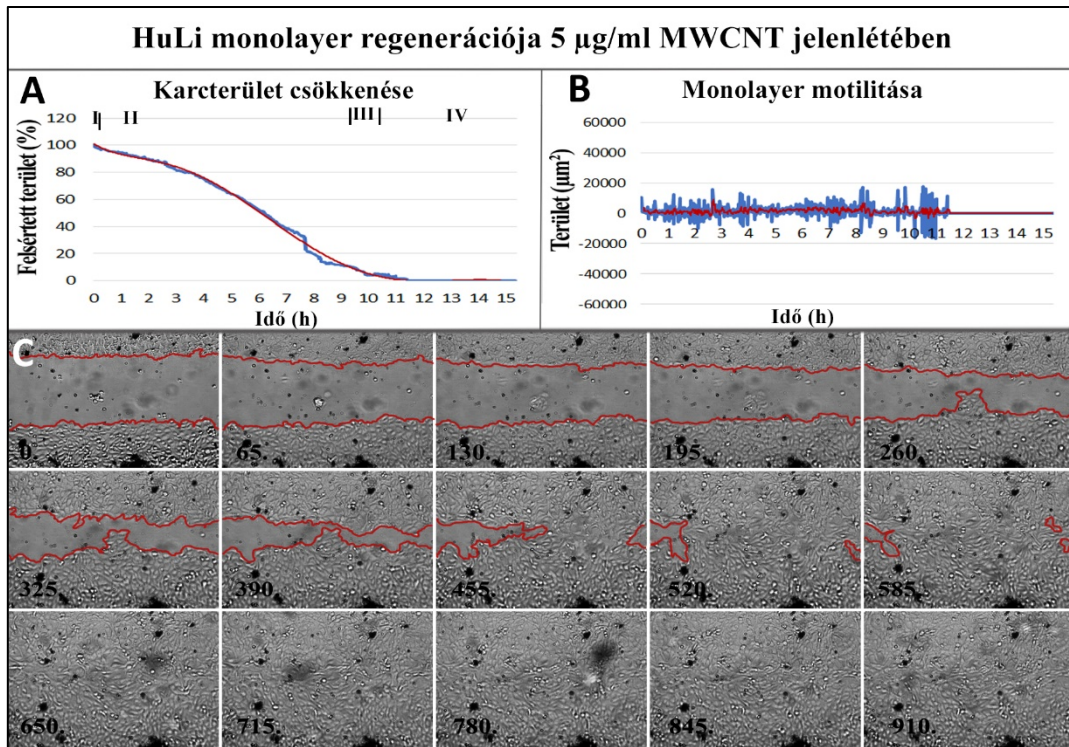 HuLi monolayer regenerációja 5 µg/ml MWCNT jelenlétében
A
Karcterület csökkenése
I
II
III
IV
Felsértett terület (%)
120
100
80
60
40
20
0
0 1 2 3 4 5 6 7 8 9 10 11 12 13 14 15
Idő (h)
B
Monolayer motilitása
Terület (µm²)
60000
40000
20000
0
-20000
-40000
-60000
0 1 2 3 4 5 6 7 8 9 10 11 12 13 14 15
Idő (h)
C
0. 65. 130. 195. 260.
325. 390. 455. 520. 585.
650. 715. 780. 845. 910.